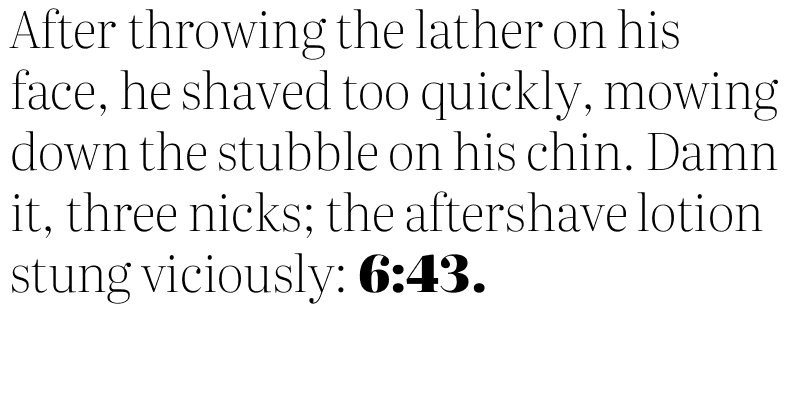 After throwing the lather on his
face, he shaved too quickly, mowing
down the stubble on his chin. Damn
it, three nicks; the aftershave lotion
stung viciously: 6:43.